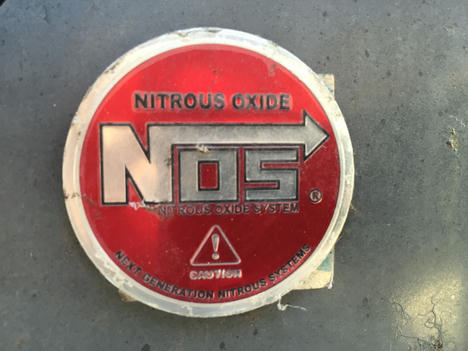 NITROUS OXIDE
NOS
®
NITROUS OXIDE SYSTEM
!
CAUTION
NEXT GENERATION NITROUS SYSTEMS